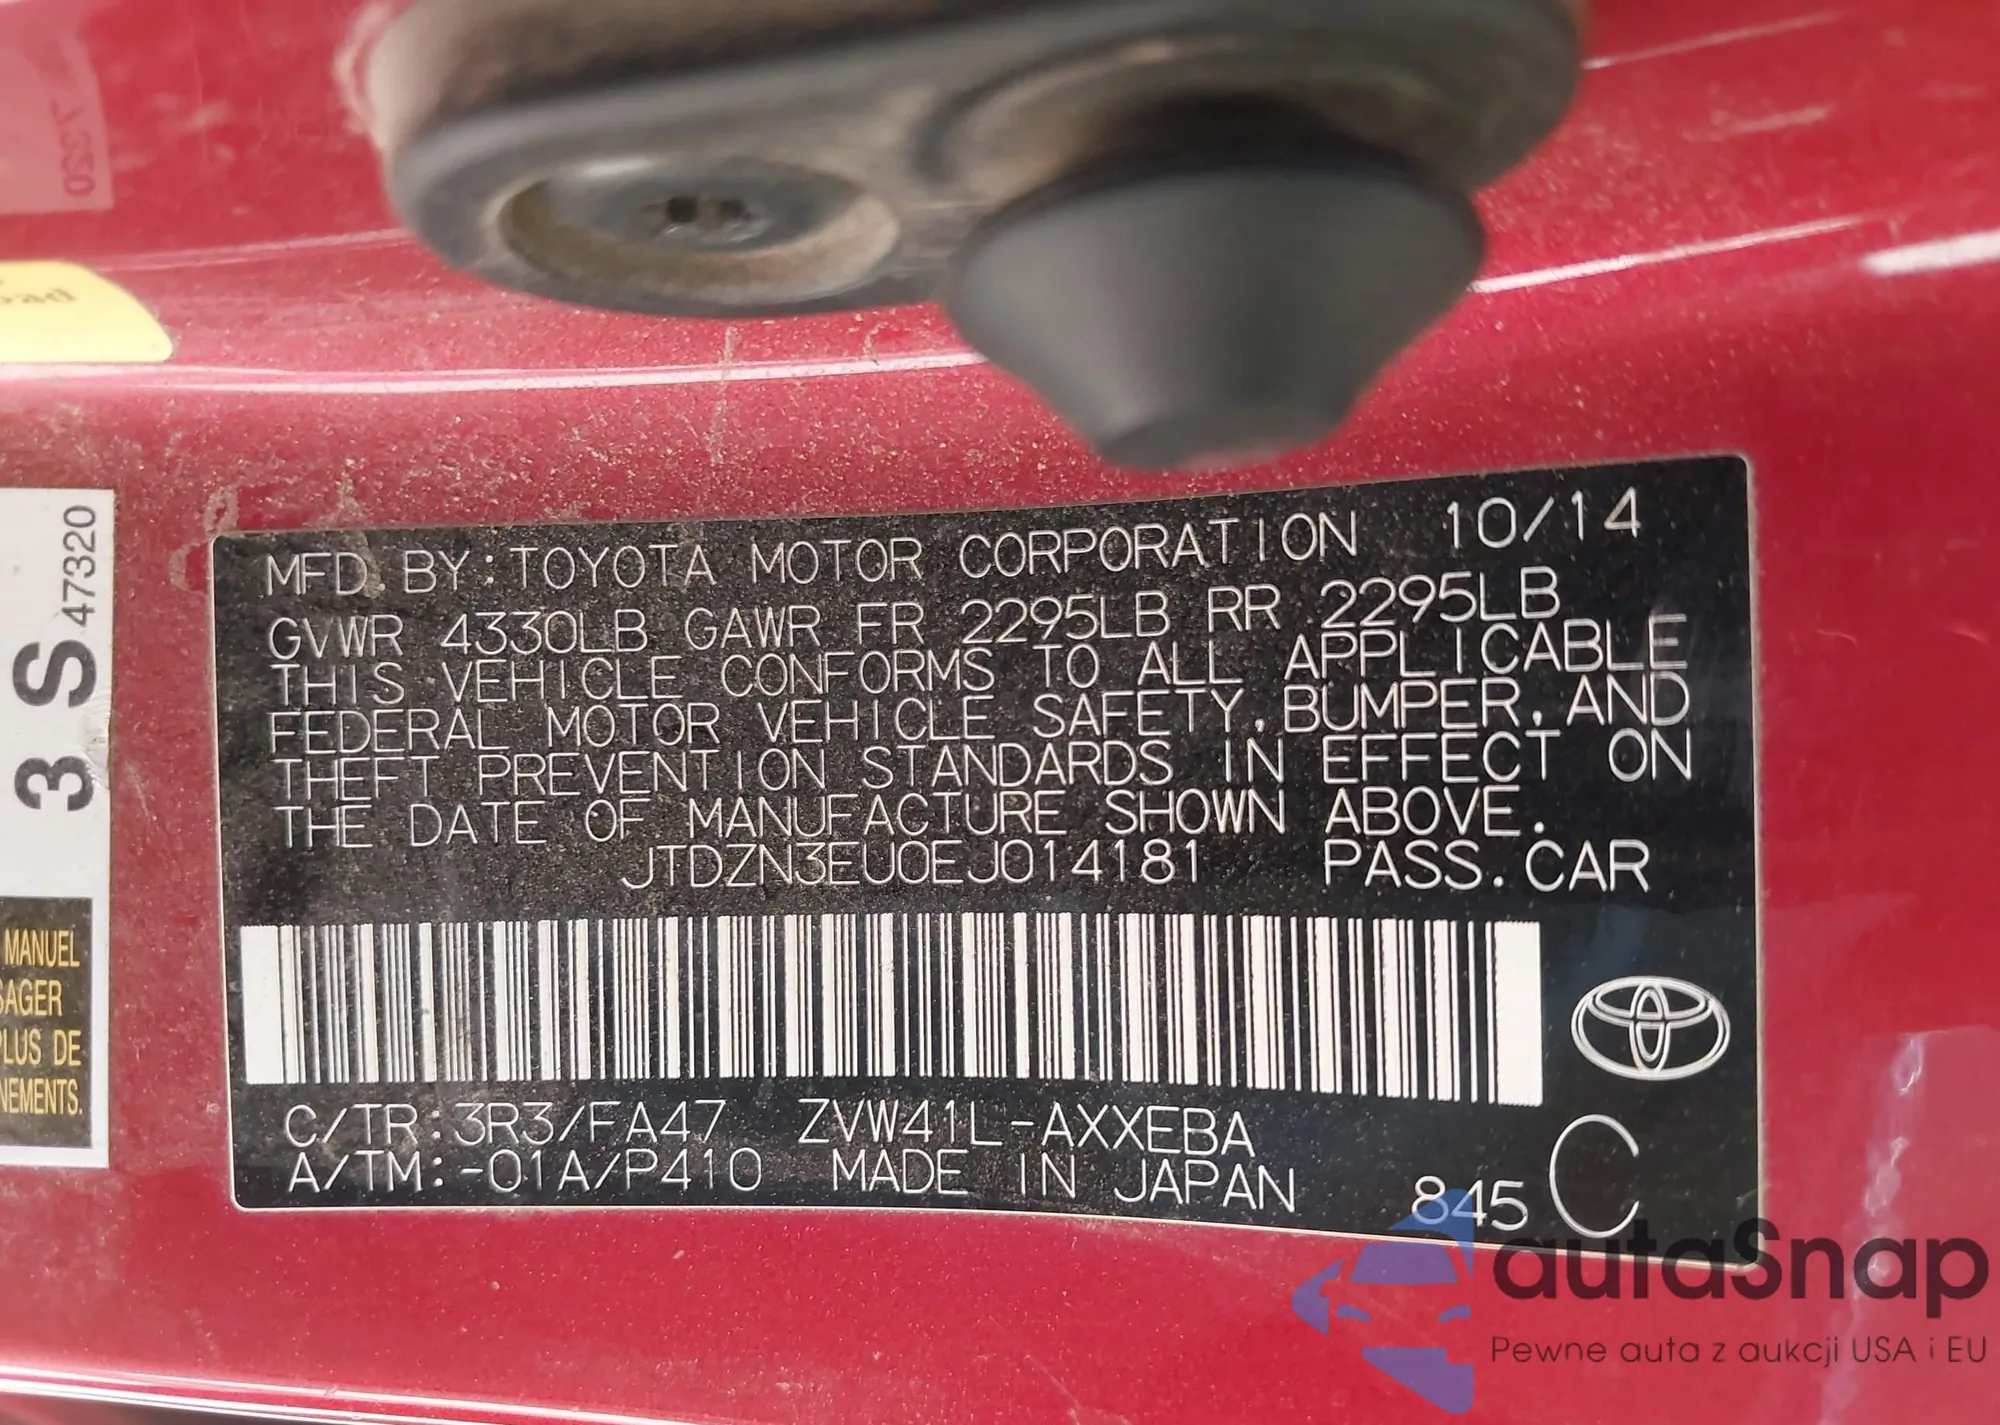 7320
oad
3 S 47320
MANUEL
SAGER
PLUS DE
NEMENTS.
MFD. BY: TOYOTA MOTOR CORPORATION 10/14
GVWR 4330LB GAWR FR 2295LB RR 2295LB
THIS VEHICLE CONFORMS TO ALL APPLICABLE
FEDERAL MOTOR VEHICLE SAFETY, BUMPER, AND
THEFT PREVENTION STANDARDS IN EFFECT ON
THE DATE OF MANUFACTURE SHOWN ABOVE.
JTDZN3EU0EJ014181 PASS. CAR
C/TR: 3R3/FA47 ZVW41L-AXXEBA
A/TM: -01A/P410 MADE IN JAPAN 845 C
autaSnap
Pewne auta z aukcji USA i EU